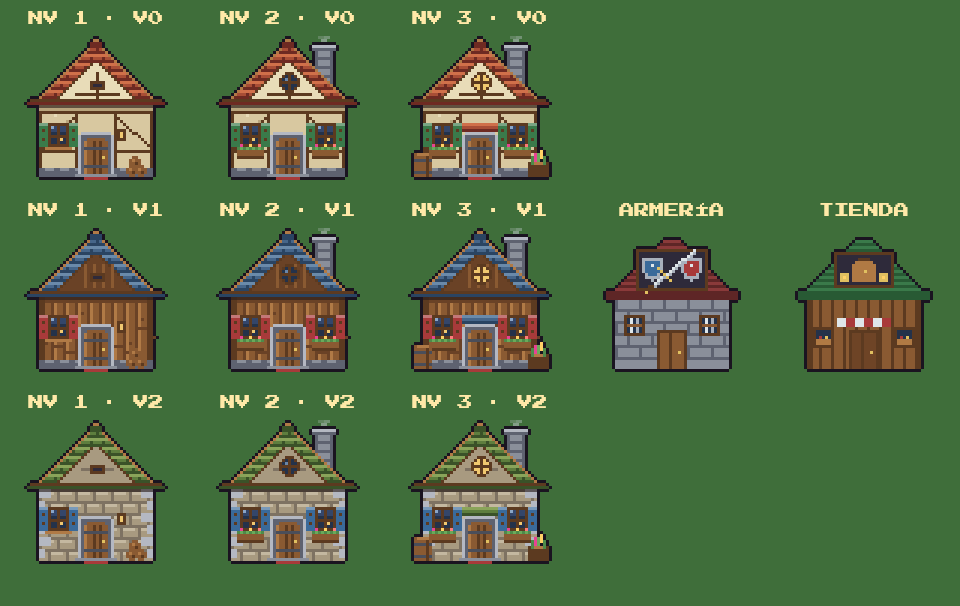 NV 1 · V0
NV 2 · V0
NV 3 · V0
NV 1 · V1
NV 2 · V1
NV 3 · V1
ARMERíA
TIENDA
NV 1 · V2
NV 2 · V2
NV 3 · V2